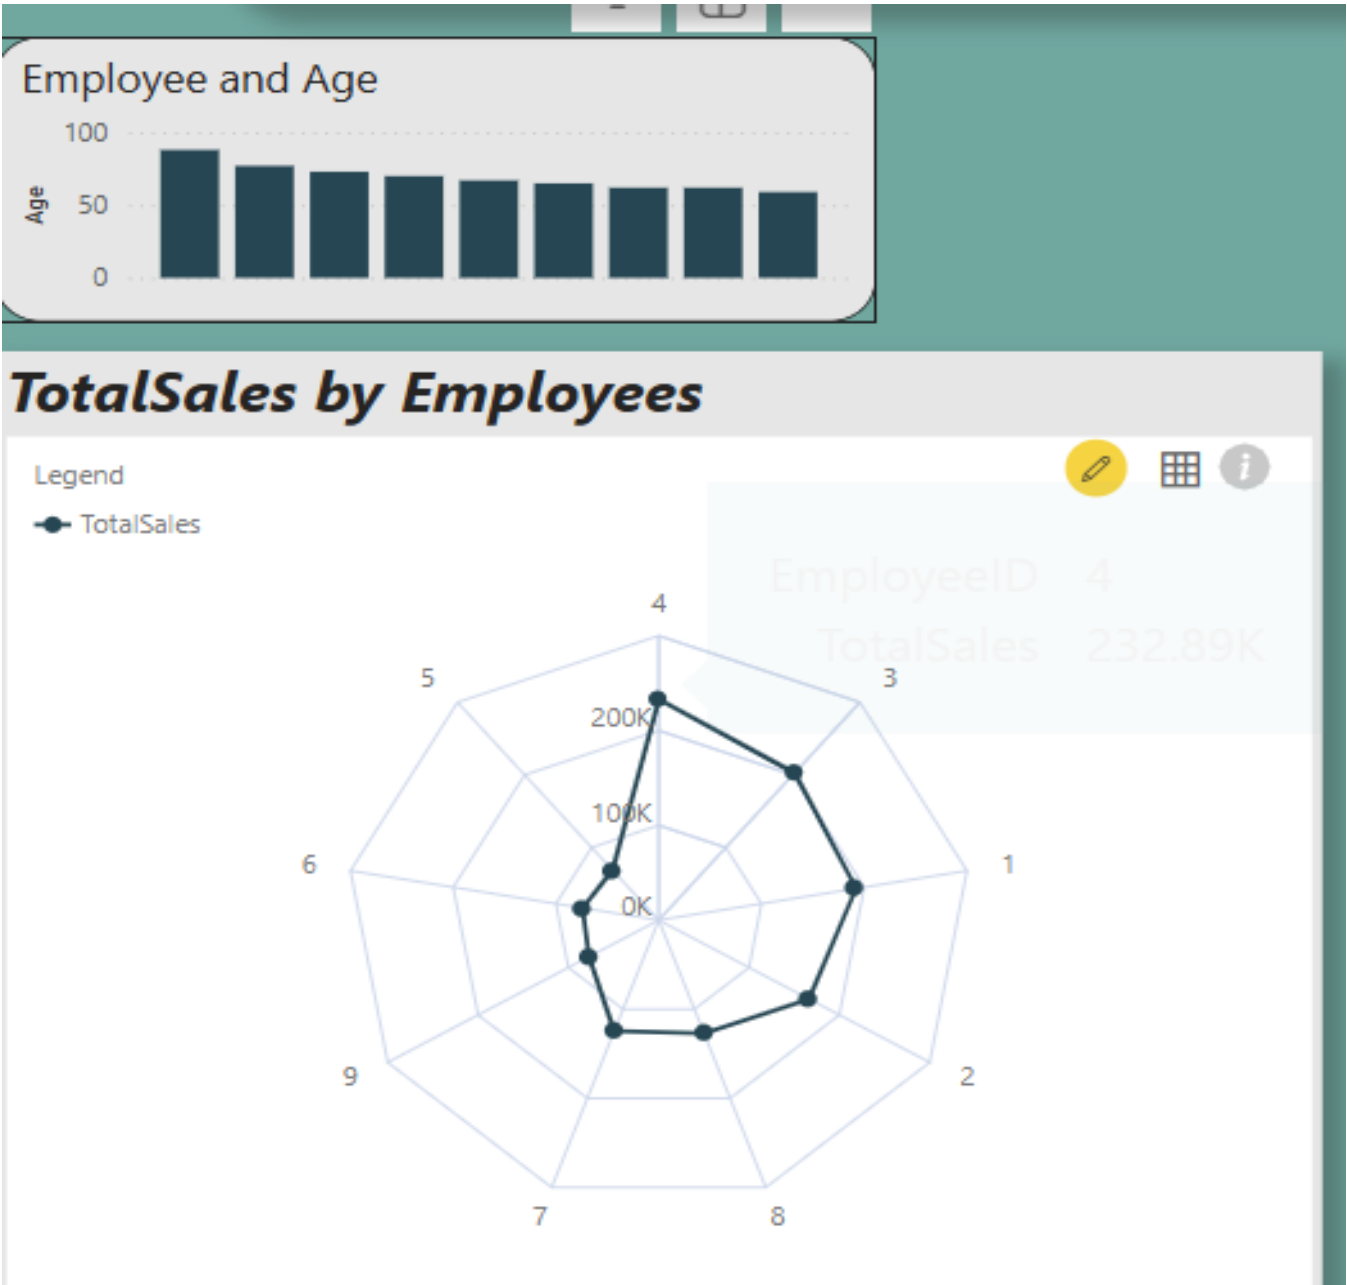 Employee and Age
100
Age
50
0
TotalSales by Employees
Legend
TotalSales
EmployeeID 4
TotalSales 232.89K
4
5
3
200K
100K
6
1
0K
9
2
7
8